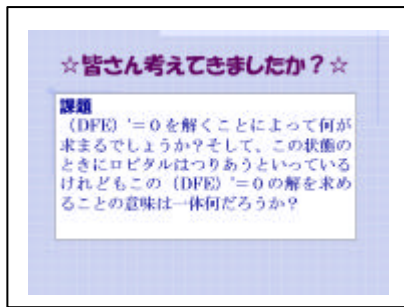 ☆皆さん考えてきましたか？☆
課題
（DFE）'＝０を解くことによって何が
求まるでしょうか？そして、この状態の
ときにロピタルはつりあうといっている
けれどもこの（DFE）'＝０の解を求め
ることの意味は一体何だろうか？